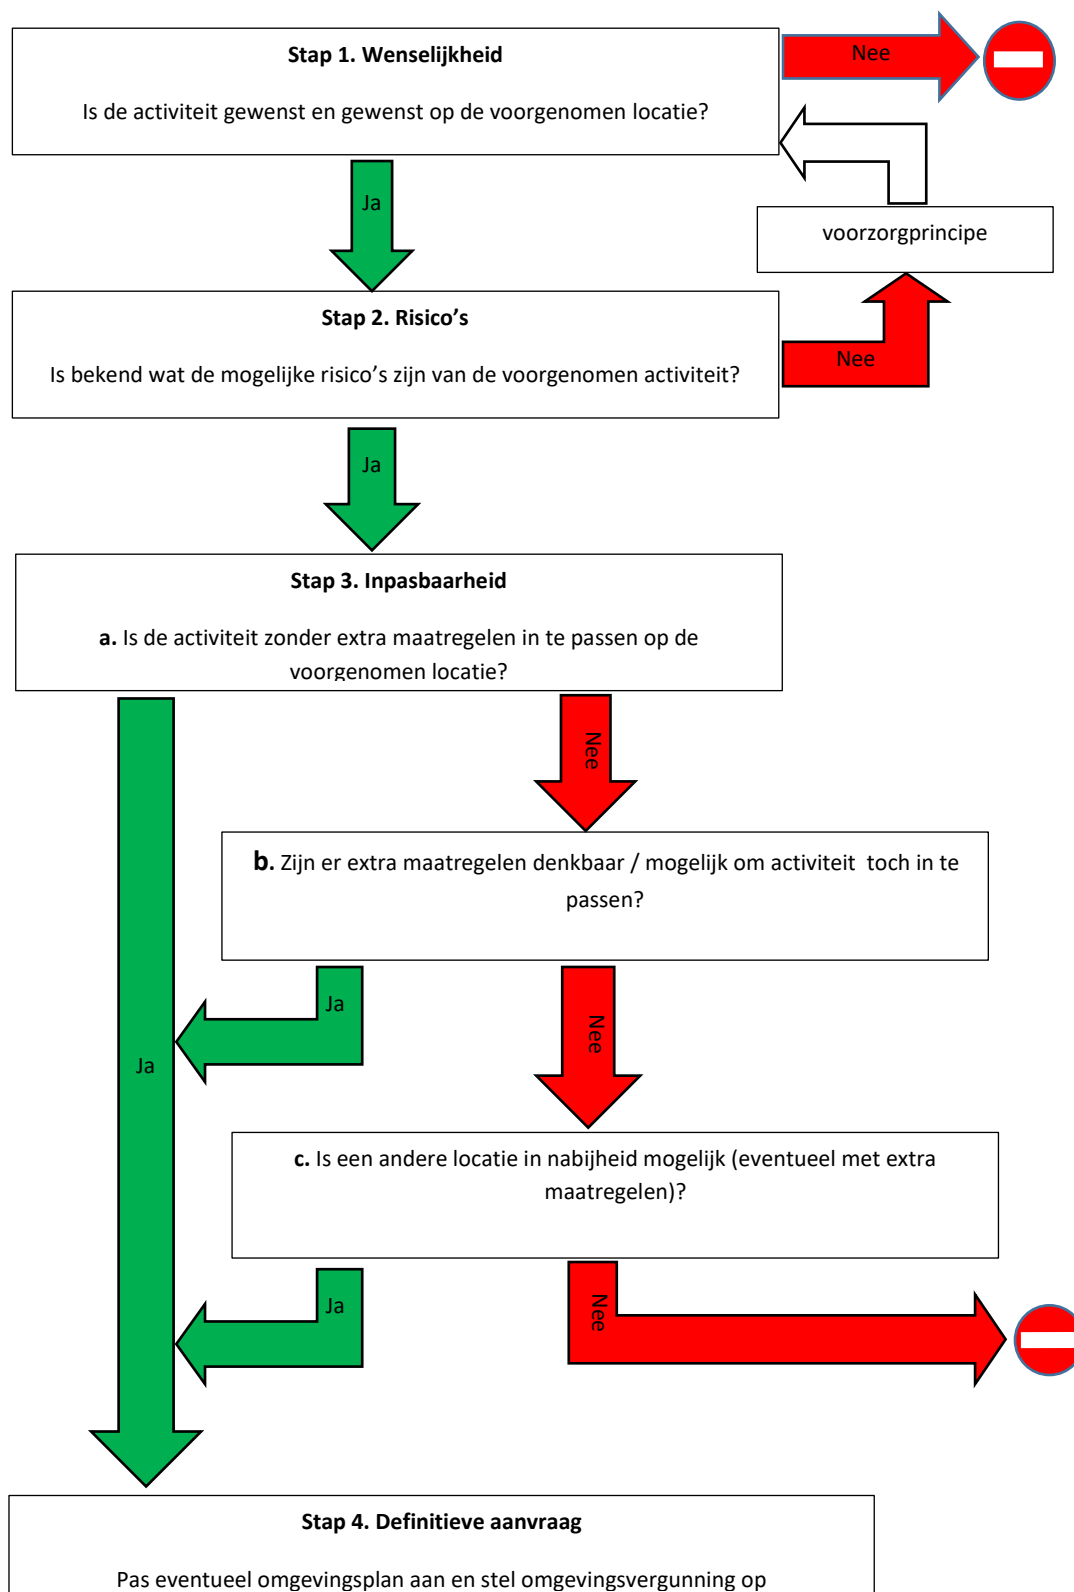 Stap 1. Wenselijkheid
Is de activiteit gewenst en gewenst op de voorgenomen locatie?
Nee
Ja
voorzorgprincipe
Stap 2. Risico’s
Is bekend wat de mogelijke risico’s zijn van de voorgenomen activiteit?
Nee
Ja
Stap 3. Inpasbaarheid
a. Is de activiteit zonder extra maatregelen in te passen op de
voorgenomen locatie?
Nee
b. Zijn er extra maatregelen denkbaar / mogelijk om activiteit toch in te
passen?
Ja
Nee
Ja
c. Is een andere locatie in nabijheid mogelijk (eventueel met extra
maatregelen)?
Ja
Nee
Stap 4. Definitieve aanvraag
Pas eventueel omgevingsplan aan en stel omgevingsvergunning op